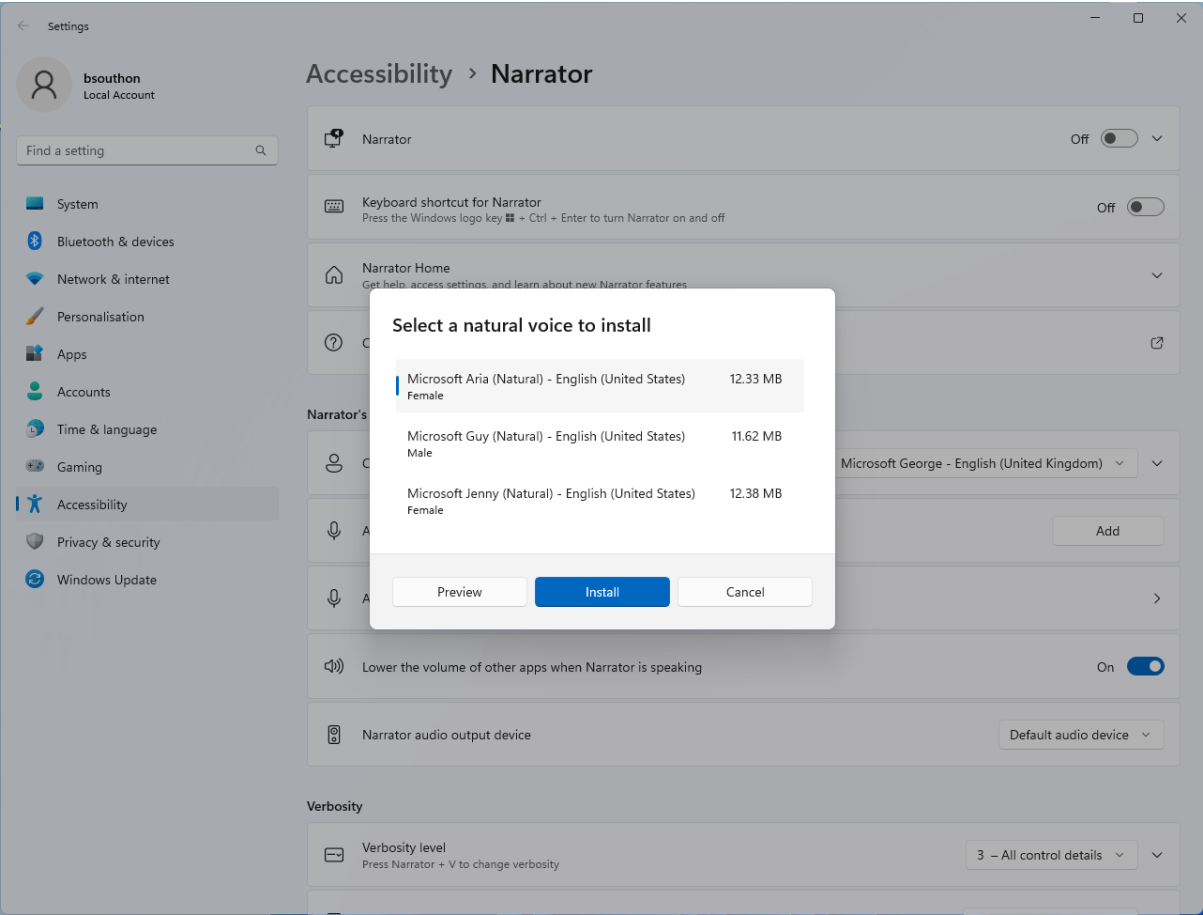 Settings
bsouthon
Local Account
Find a setting
System
Bluetooth & devices
Network & internet
Personalisation
Apps
Accounts
Time & language
Gaming
Accessibility
Privacy & security
Windows Update
Accessibility > Narrator
Narrator
Off
Keyboard shortcut for Narrator
Press the Windows logo key + Ctrl + Enter to turn Narrator on and off
Off
Narrator Home
Get help, access settings, and learn about new Narrator features
Narrator's
Microsoft George - English (United Kingdom)
Add
Select a natural voice to install
Microsoft Aria (Natural) - English (United States) 12.33 MB
Female
Microsoft Guy (Natural) - English (United States) 11.62 MB
Male
Microsoft Jenny (Natural) - English (United States) 12.38 MB
Female
Preview Install Cancel
Lower the volume of other apps when Narrator is speaking
On
Narrator audio output device
Default audio device
Verbosity
Verbosity level
Press Narrator + V to change verbosity
3 – All control details